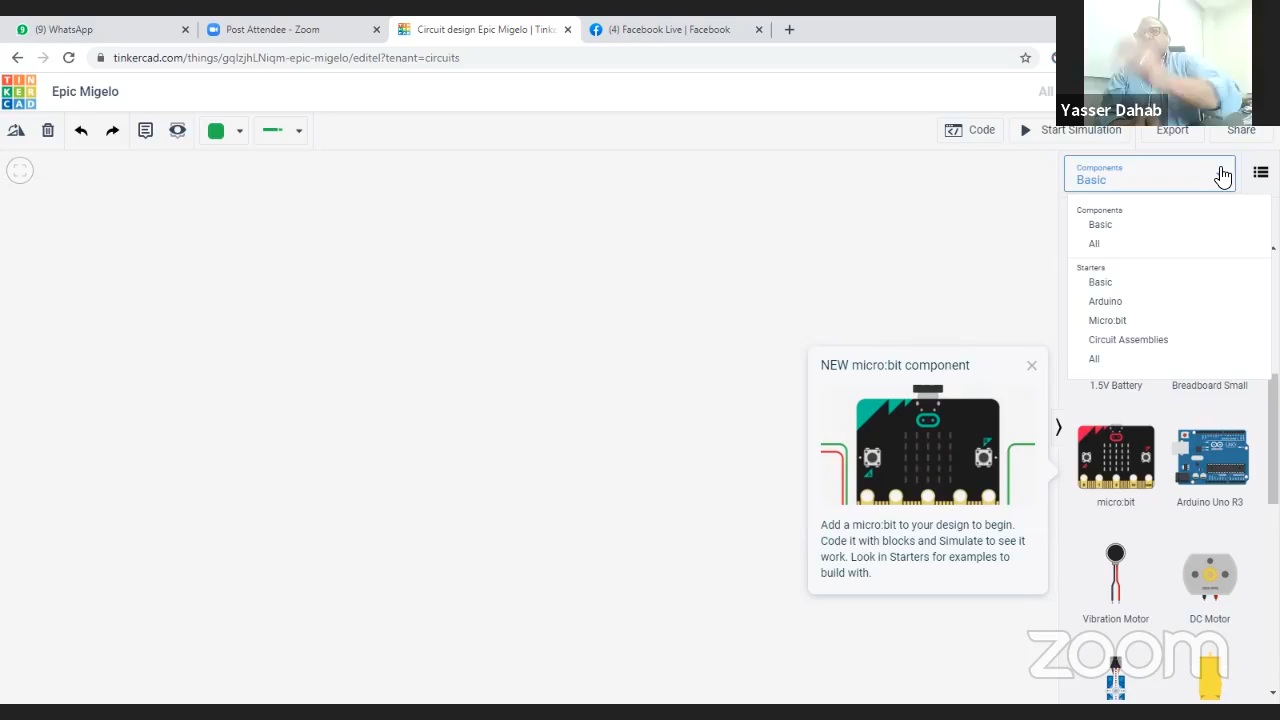 (9) WhatsApp
Post Attendee - Zoom
Circuit design Epic Migelo | Tinke
(4) Facebook Live | Facebook
tinkercad.com/things/gqlzjhLNiqm-epic-migelo/editel?tenant=circuits
Yasser Dahab
TIN
KER
CAD
Epic Migelo
All
Code
Start Simulation
Export
Share
Components
Basic
Components
Basic
All
Starters
Basic
Arduino
Micro:bit
Circuit Assemblies
All
1.5V Battery
Breadboard Small
NEW micro:bit component
Add a micro:bit to your design to begin.
Code it with blocks and Simulate to see it
work. Look in Starters for examples to
build with.
micro:bit
Arduino Uno R3
Vibration Motor
DC Motor
zoom